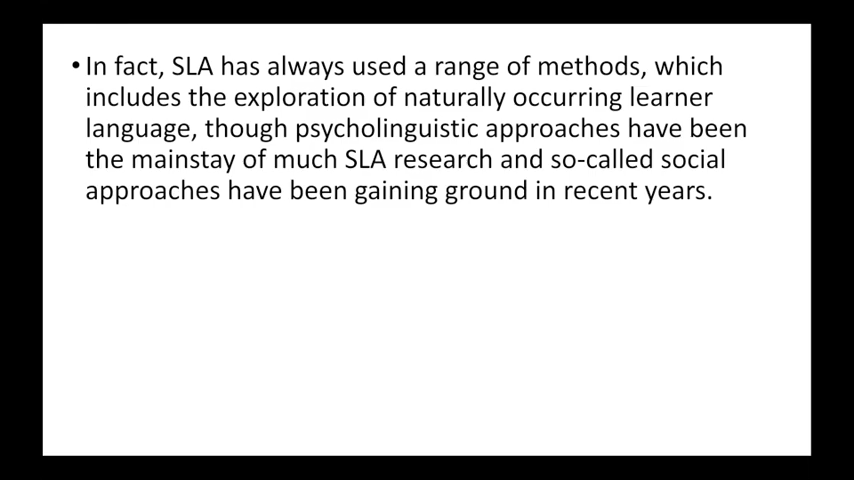 • In fact, SLA has always used a range of methods, which
includes the exploration of naturally occurring learner
language, though psycholinguistic approaches have been
the mainstay of much SLA research and so-called social
approaches have been gaining ground in recent years.